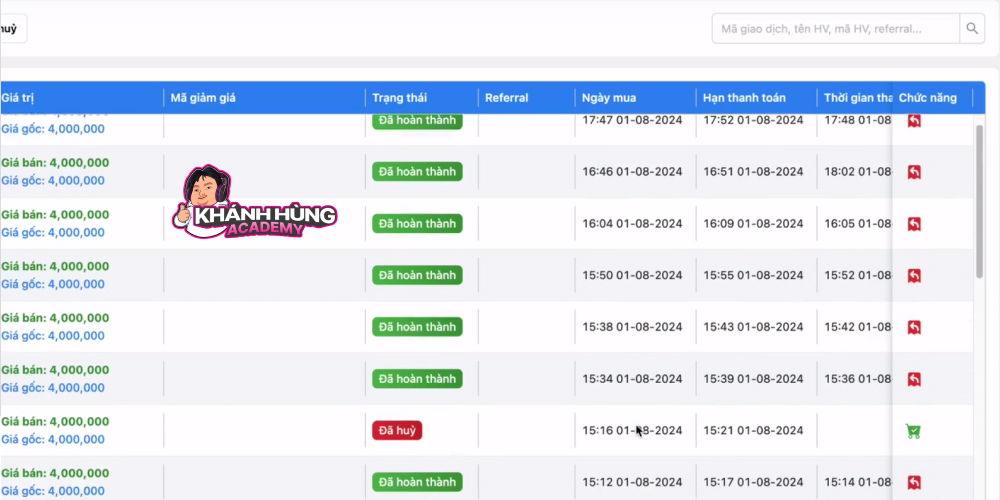 huỷ
Mã giao dịch, tên HV, mã HV, referral...
Giá trị Mã giảm giá Trạng thái Referral Ngày mua Hạn thanh toán Thời gian tha Chức năng
Giá gốc: 4,000,000 Đã hoàn thành 17:47 01-08-2024 17:52 01-08-2024 17:48 01-08
Giá bán: 4,000,000
Giá gốc: 4,000,000 Đã hoàn thành 16:46 01-08-2024 16:51 01-08-2024 18:02 01-08
Giá bán: 4,000,000
Giá gốc: 4,000,000 Đã hoàn thành 16:04 01-08-2024 16:09 01-08-2024 16:05 01-08
KHÁNH HÙNG
ACADEMY
Giá bán: 4,000,000
Giá gốc: 4,000,000 Đã hoàn thành 15:50 01-08-2024 15:55 01-08-2024 15:52 01-08
Giá bán: 4,000,000
Giá gốc: 4,000,000 Đã hoàn thành 15:38 01-08-2024 15:43 01-08-2024 15:42 01-08
Giá bán: 4,000,000
Giá gốc: 4,000,000 Đã hoàn thành 15:34 01-08-2024 15:39 01-08-2024 15:36 01-08
Giá bán: 4,000,000
Giá gốc: 4,000,000 Đã huỷ 15:16 01-08-2024 15:21 01-08-2024
Giá bán: 4,000,000
Giá gốc: 4,000,000 Đã hoàn thành 15:12 01-08-2024 15:17 01-08-2024 15:14 01-08